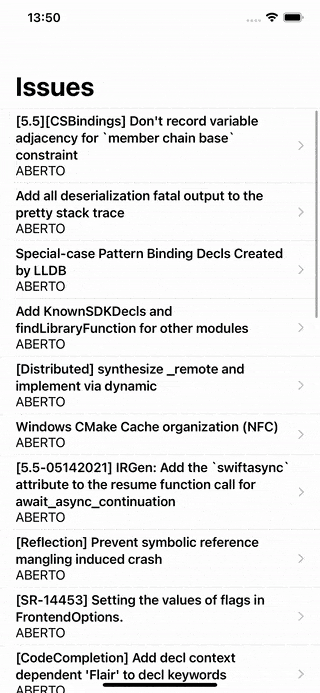 13:50
Issues
[5.5][CSBindings] Don't record variable
adjacency for `member chain base`
constraint
ABERTO
Add all deserialization fatal output to the
pretty stack trace
ABERTO
Special-case Pattern Binding Decls Created
by LLDB
ABERTO
Add KnownSDKDecls and
findLibraryFunction for other modules
ABERTO
[Distributed] synthesize _remote and
implement via dynamic
ABERTO
Windows CMake Cache organization (NFC)
ABERTO
[5.5-05142021] IRGen: Add the `swiftasync`
attribute to the resume function call for
await_async_continuation
ABERTO
[Reflection] Prevent symbolic reference
mangling induced crash
ABERTO
[SR-14453] Setting the values of flags in
FrontendOptions.
ABERTO
[CodeCompletion] Add decl context
dependent 'Flair' to decl keywords
ABERTO